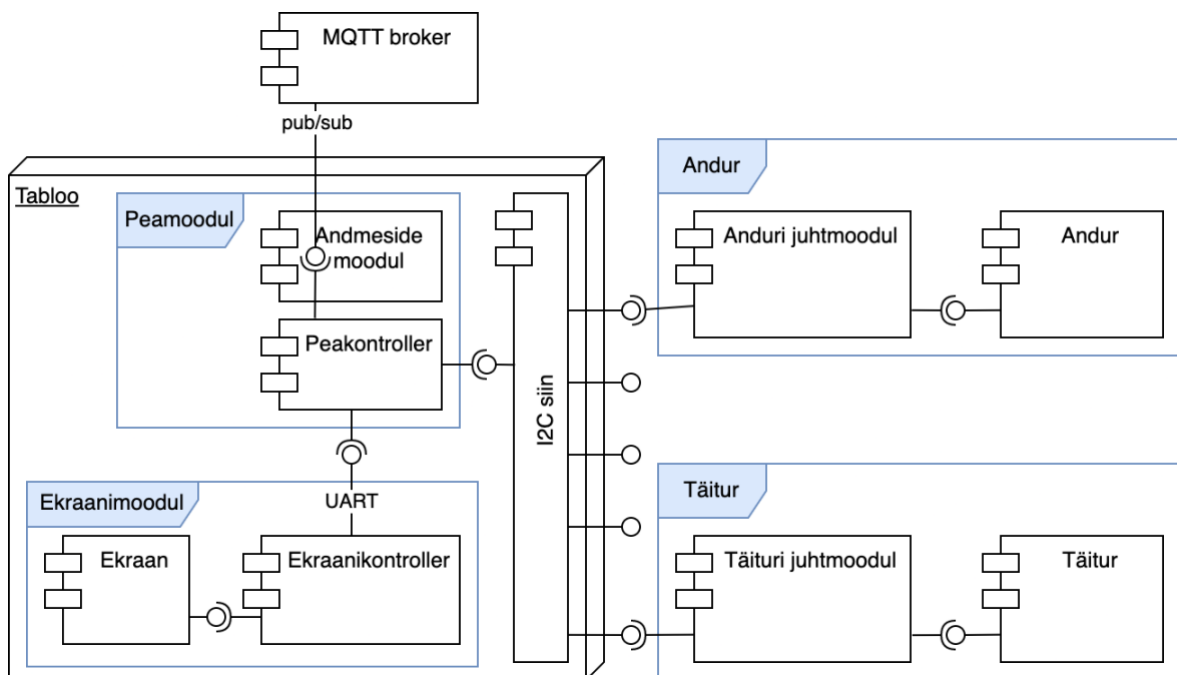 MQTT broker
pub/sub
Tabloo
Peamoodul
Andmeside
moodul
Peakontroller
I2C siin
Ekraanimoodul
UART
Ekraan
Ekraanikontroller
Andur
Anduri juhtmoodul
Andur
Täitur
Täituri juhtmoodul
Täitur